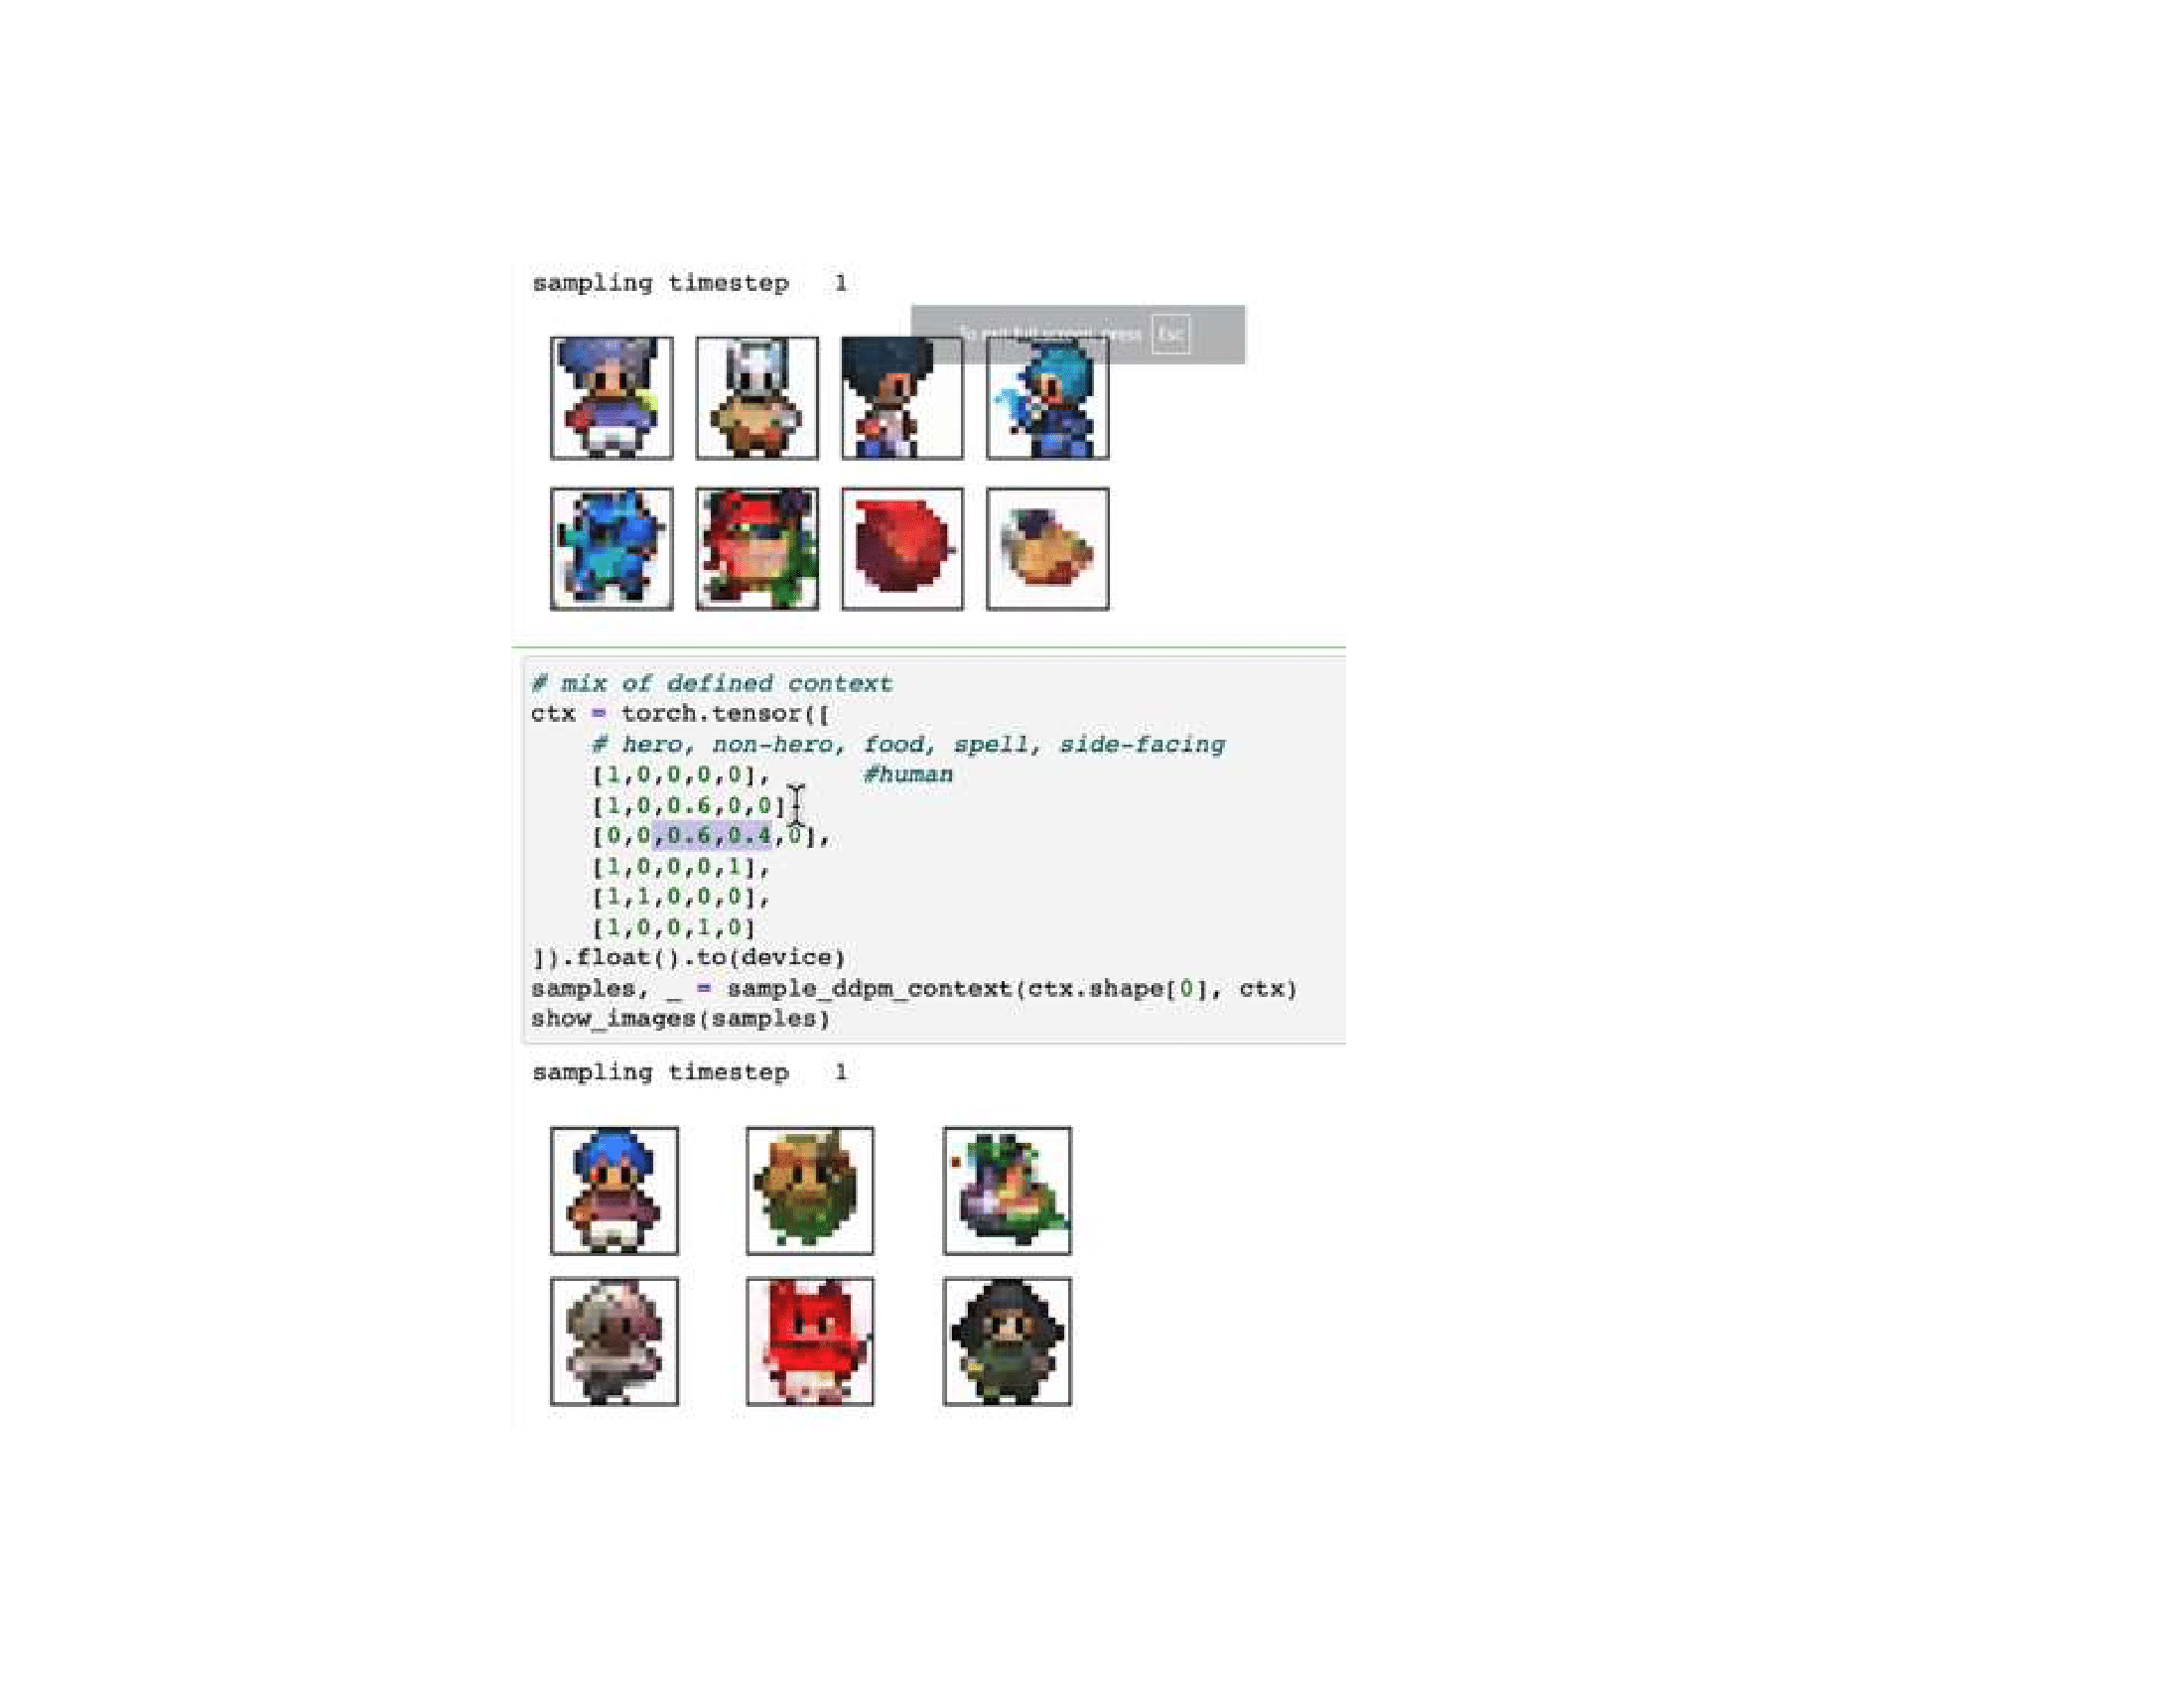 sampling timestep   1
To exit full screen, press Esc
# mix of defined context
ctx = torch.tensor([
    # hero, non-hero, food, spell, side-facing
    [1,0,0,0,0],      #human
    [1,0,0.6,0,0]
    [0,0,0.6,0.4,0],
    [1,0,0,0,1],
    [1,1,0,0,0],
    [1,0,0,1,0]
]).float().to(device)
samples, _ = sample_ddpm_context(ctx.shape[0], ctx)
show_images(samples)
sampling timestep   1